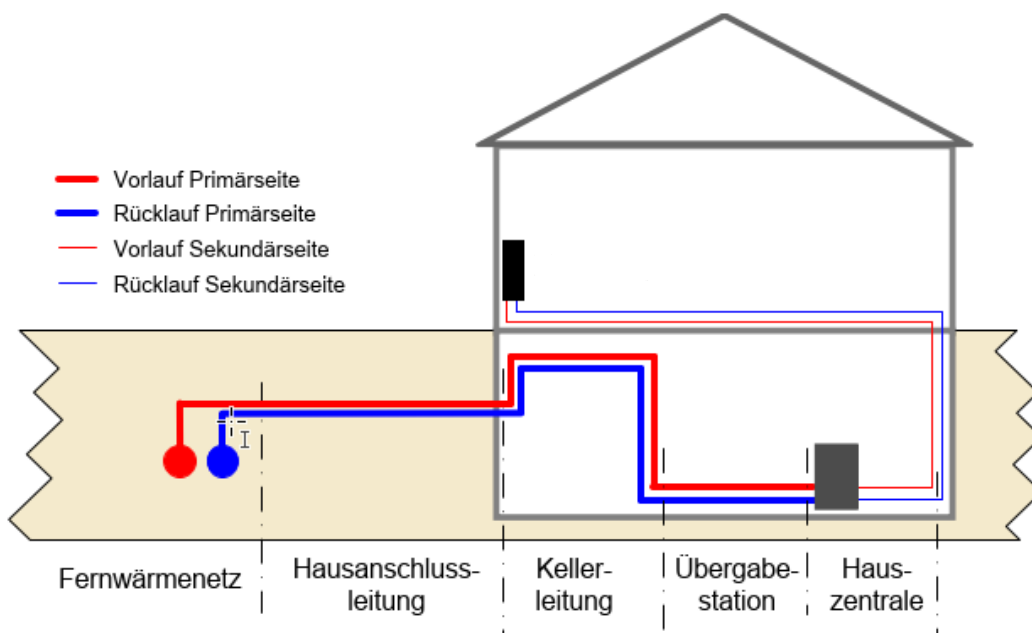 Vorlauf Primärseite
Rücklauf Primärseite
Vorlauf Sekundärseite
Rücklauf Sekundärseite
Fernwärmenetz
Hausanschluss-
leitung
Keller-
leitung
Übergabe-
station
Haus-
zentrale